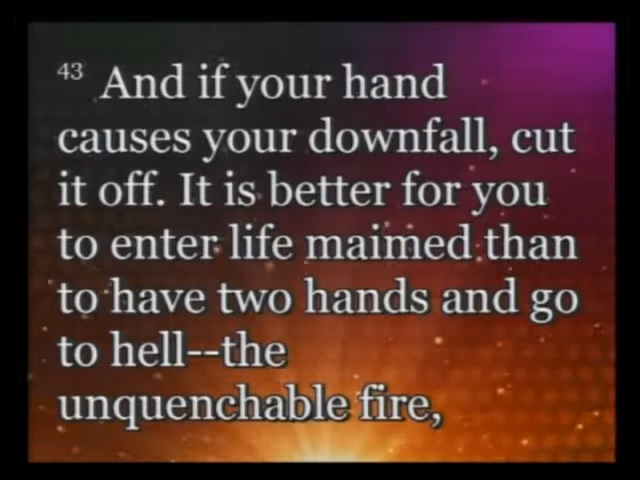 43 And if your hand
causes your downfall, cut
it off. It is better for you
to enter life maimed than
to have two hands and go
to hell--the
unquenchable fire,